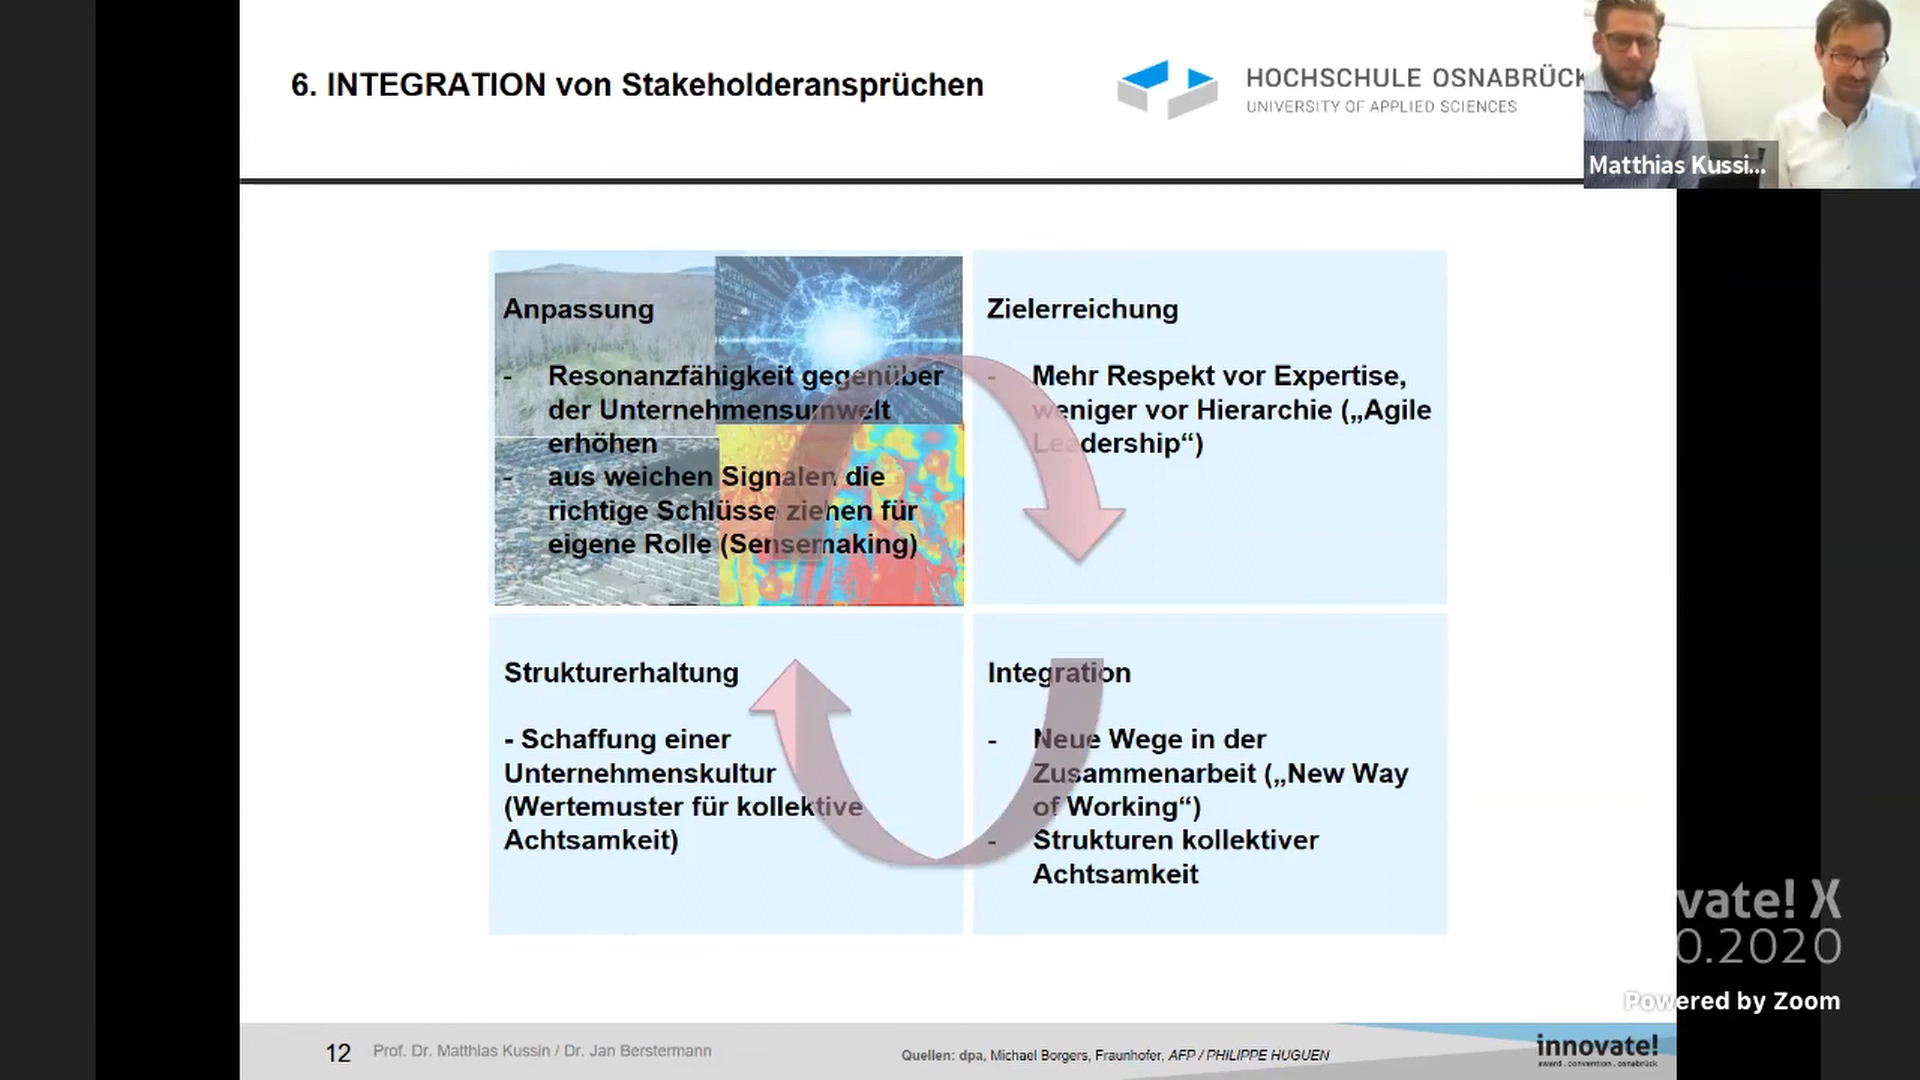 6. INTEGRATION von Stakeholderansprüchen
HOCHSCHULE OSNABRÜCK
UNIVERSITY OF APPLIED SCIENCES
Matthias Kussi...
Anpassung
- Resonanzfähigkeit gegenüber
der Unternehmensumwelt
erhöhen
- aus weichen Signalen die
richtige Schlüsse ziehen für
eigene Rolle (Sensemaking)
Zielerreichung
- Mehr Respekt vor Expertise,
weniger vor Hierarchie („Agile
Leadership“)
Strukturerhaltung
- Schaffung einer
Unternehmenskultur
(Wertemuster für kollektive
Achtsamkeit)
Integration
- Neue Wege in der
Zusammenarbeit („New Way
of Working“)
- Strukturen kollektiver
Achtsamkeit
vate! X
0.2020
Powered by Zoom
12
Prof. Dr. Matthias Kussin / Dr. Jan Berstermann
Quellen: dpa, Michael Borgers, Fraunhofer, AFP / PHILIPPE HUGUEN
innovate!
award . convention . osnabrück